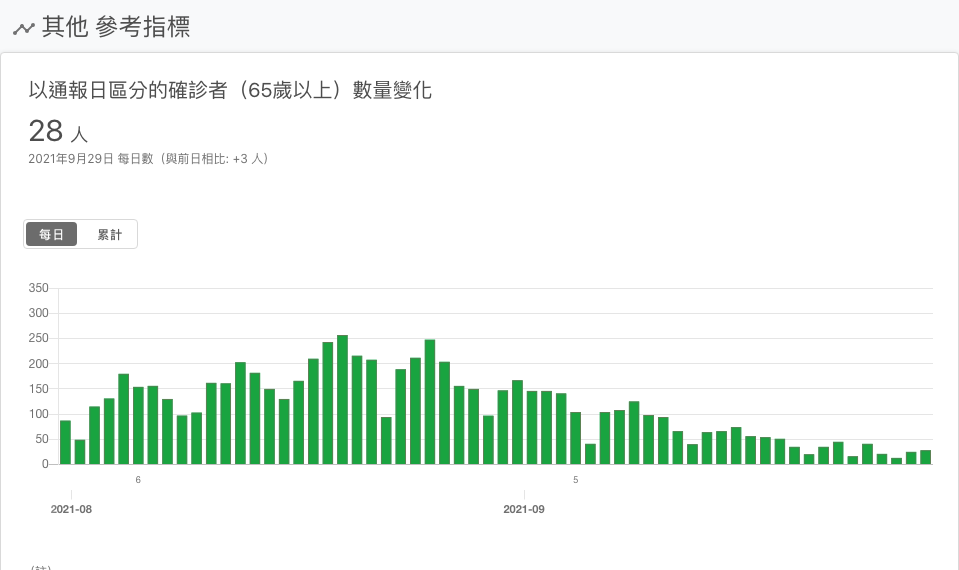 其他 參考指標
以通報日區分的確診者（65歲以上）數量變化
28 人
2021年9月29日 每日數（與前日相比: +3 人）
每日 累計
350
300
250
200
150
100
50
0
6 5
2021-08 2021-09